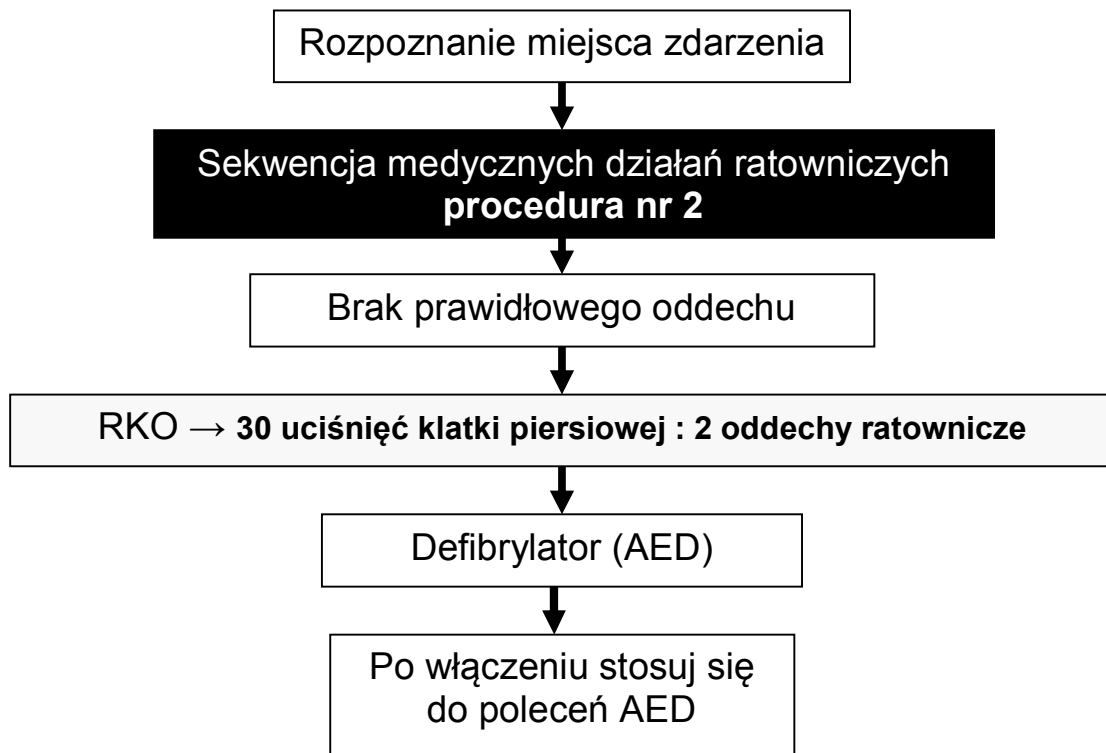 Rozpoznanie miejsca zdarzenia
Sekwencja medycznych działań ratowniczych
procedura nr 2
Brak prawidłowego oddechu
RKO → 30 uciśnięć klatki piersiowej : 2 oddechy ratownicze
Defibrylator (AED)
Po włączeniu stosuj się
do poleceń AED